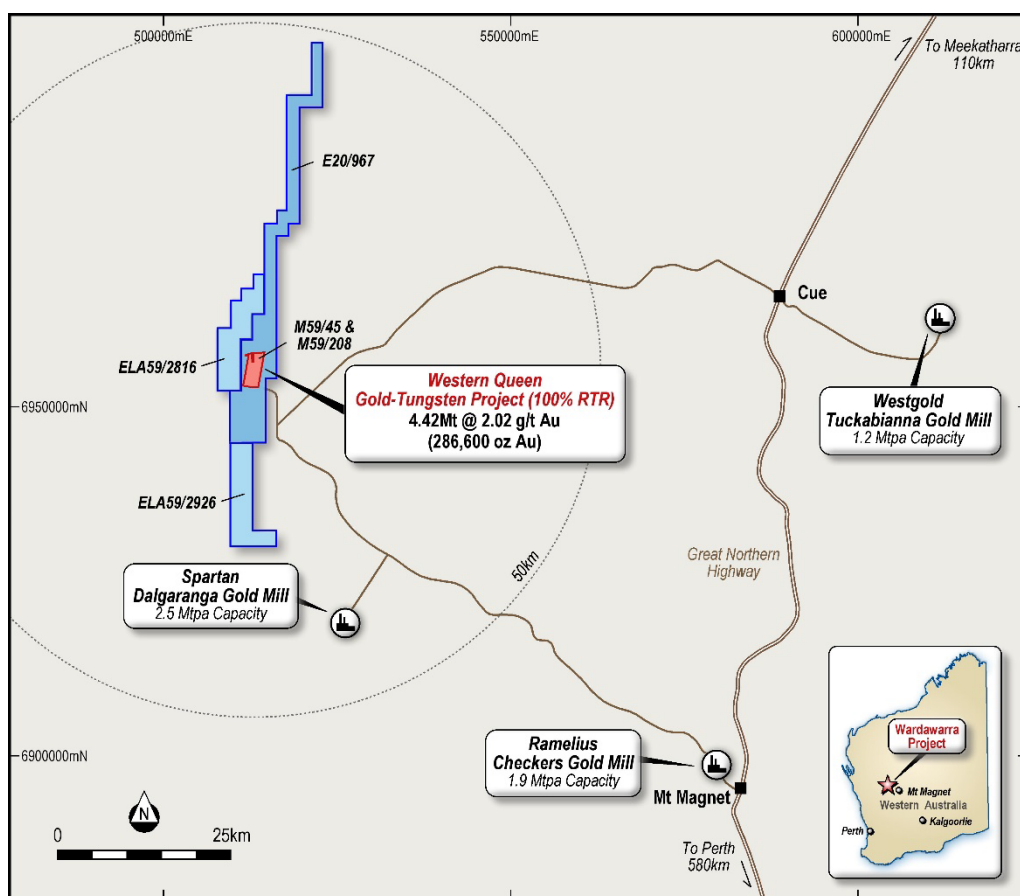 500000mE
550000mE
600000mE
To Meekatharra
110km
E20/967
M59/45 &
M59/208
ELA59/2816
Cue
Western Queen
Gold-Tungsten Project (100% RTR)
4.42Mt @ 2.02 g/t Au
(286,600 oz Au)
Westgold
Tuckabianna Gold Mill
1.2 Mtpa Capacity
6950000mN
ELA59/2926
50km
Great Northern
Highway
Spartan
Dalgaranga Gold Mill
2.5 Mtpa Capacity
Ramelius
Checkers Gold Mill
1.9 Mtpa Capacity
6900000mN
Mt Magnet
N
0
25km
To Perth
580km
Wardawarra
Project
Mt Magnet
Western Australia
Kalgoorlie
Perth